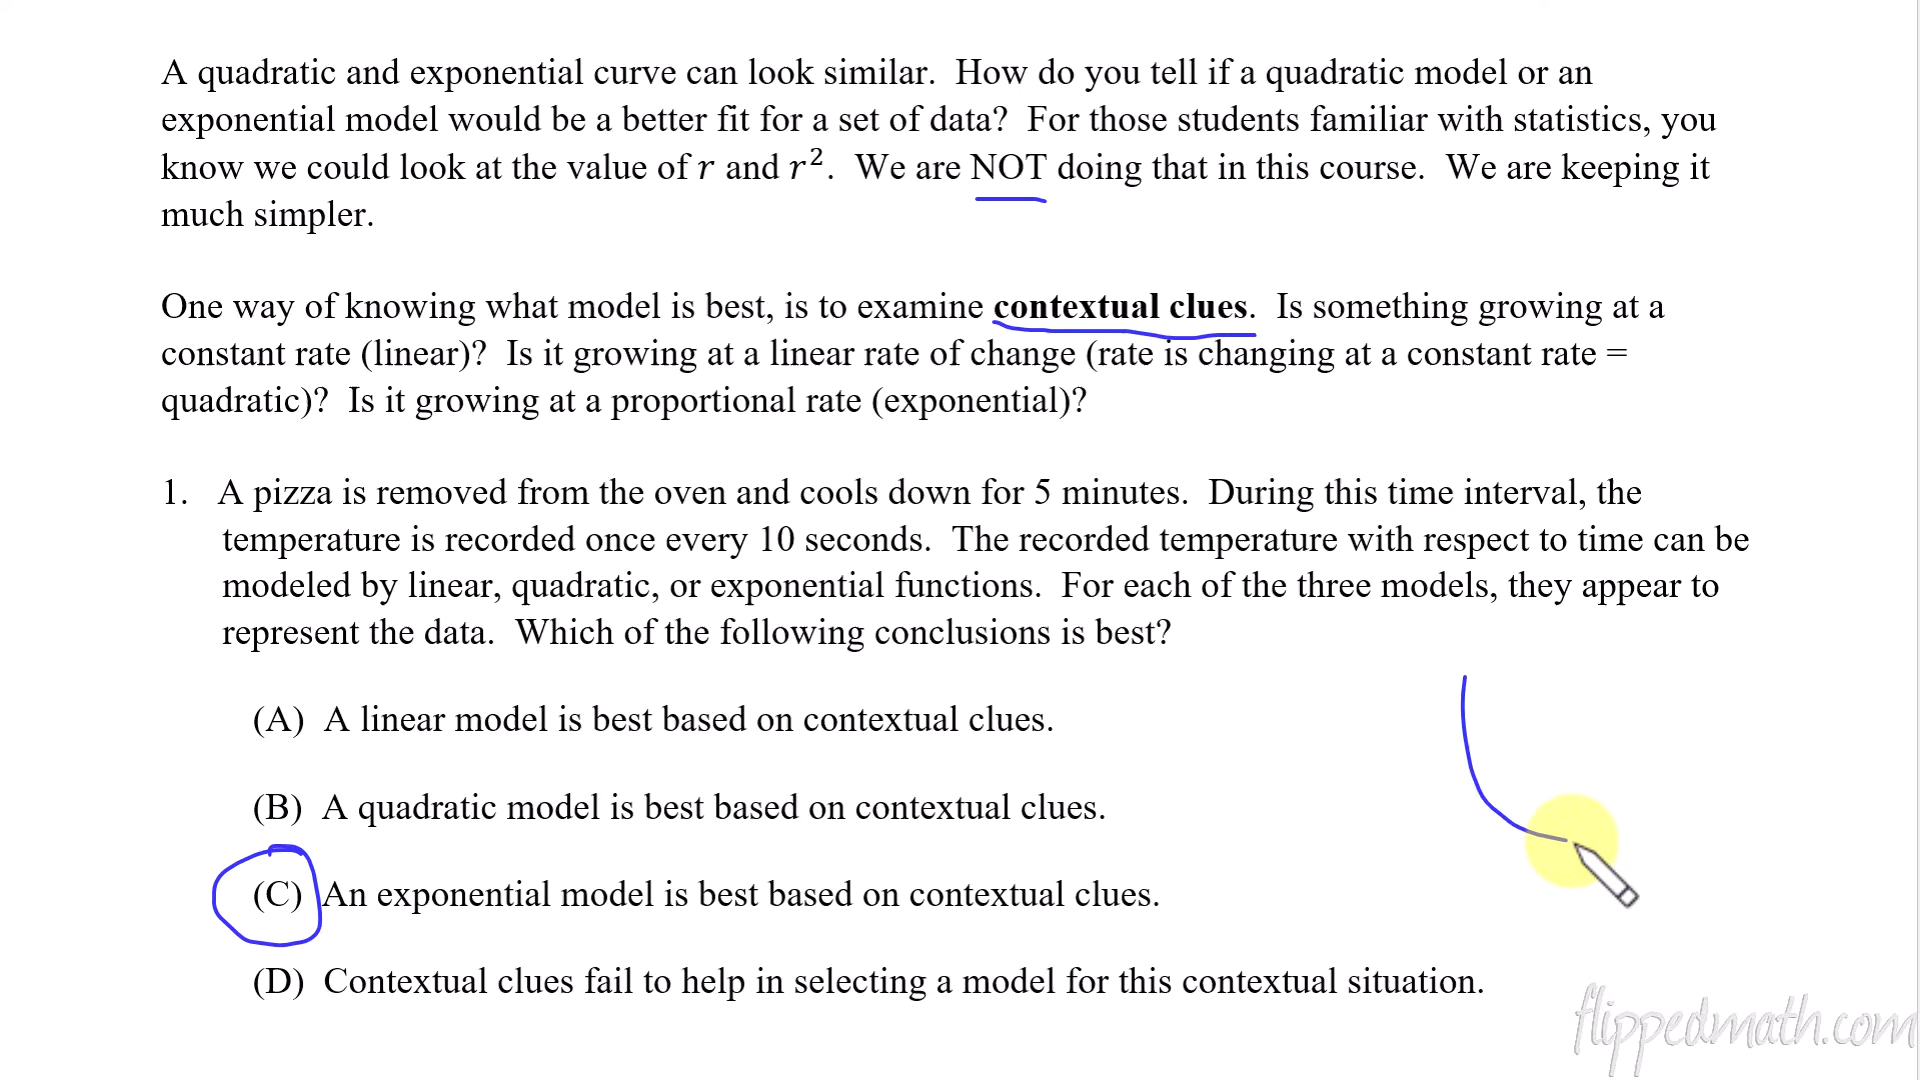 A quadratic and exponential curve can look similar.  How do you tell if a quadratic model or an
exponential model would be a better fit for a set of data?  For those students familiar with statistics, you
know we could look at the value of r and r².  We are NOT doing that in this course.  We are keeping it
much simpler.
One way of knowing what model is best, is to examine contextual clues.  Is something growing at a
constant rate (linear)?  Is it growing at a linear rate of change (rate is changing at a constant rate =
quadratic)?  Is it growing at a proportional rate (exponential)?
1.  A pizza is removed from the oven and cools down for 5 minutes.  During this time interval, the
temperature is recorded once every 10 seconds.  The recorded temperature with respect to time can be
modeled by linear, quadratic, or exponential functions.  For each of the three models, they appear to
represent the data.  Which of the following conclusions is best?
(A)  A linear model is best based on contextual clues.
(B)  A quadratic model is best based on contextual clues.
(C)  An exponential model is best based on contextual clues.
(D)  Contextual clues fail to help in selecting a model for this contextual situation.
flippedmath.com